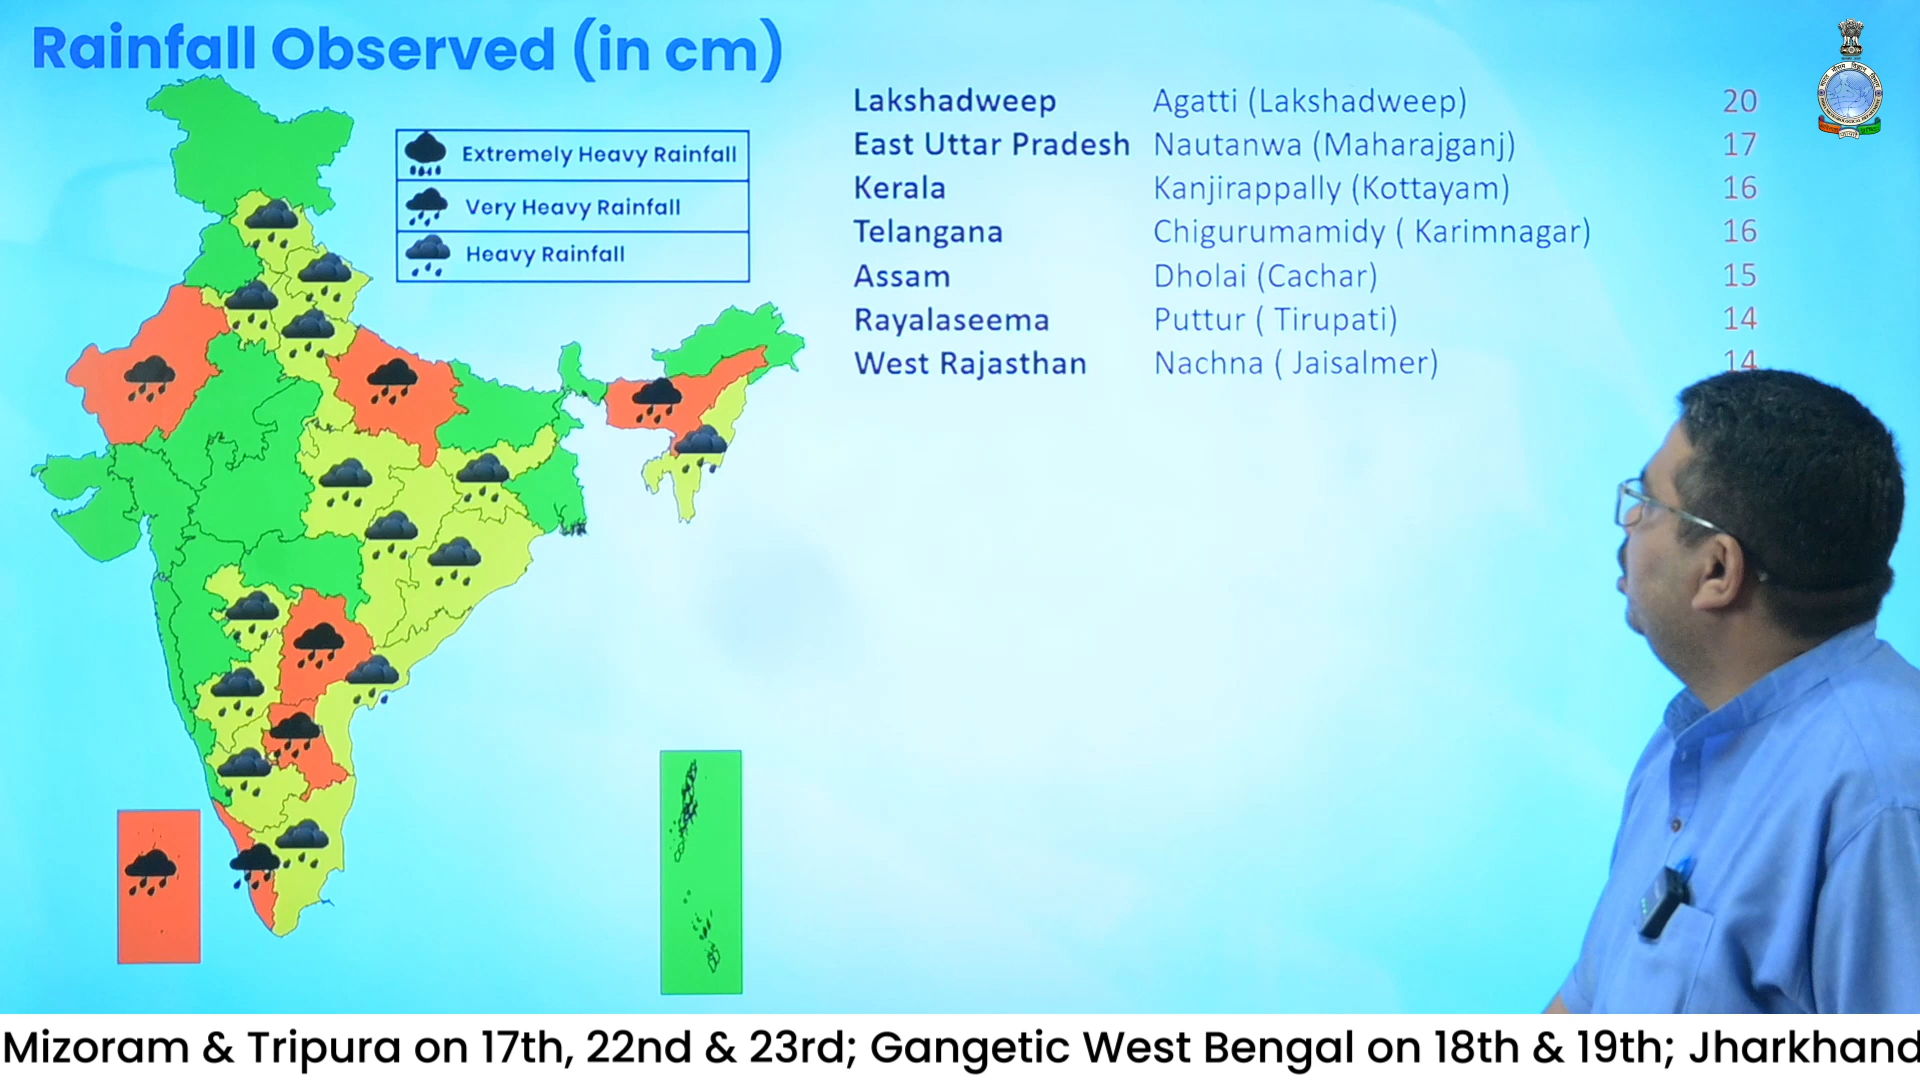 Rainfall Observed (in cm)
Extremely Heavy Rainfall
Very Heavy Rainfall
Heavy Rainfall
Lakshadweep Agatti (Lakshadweep) 20
East Uttar Pradesh Nautanwa (Maharajganj) 17
Kerala Kanjirappally (Kottayam) 16
Telangana Chigurumamidy ( Karimnagar) 16
Assam Dholai (Cachar) 15
Rayalaseema Puttur ( Tirupati) 14
West Rajasthan Nachna ( Jaisalmer) 14
Mizoram & Tripura on 17th, 22nd & 23rd; Gangetic West Bengal on 18th & 19th; Jharkhand